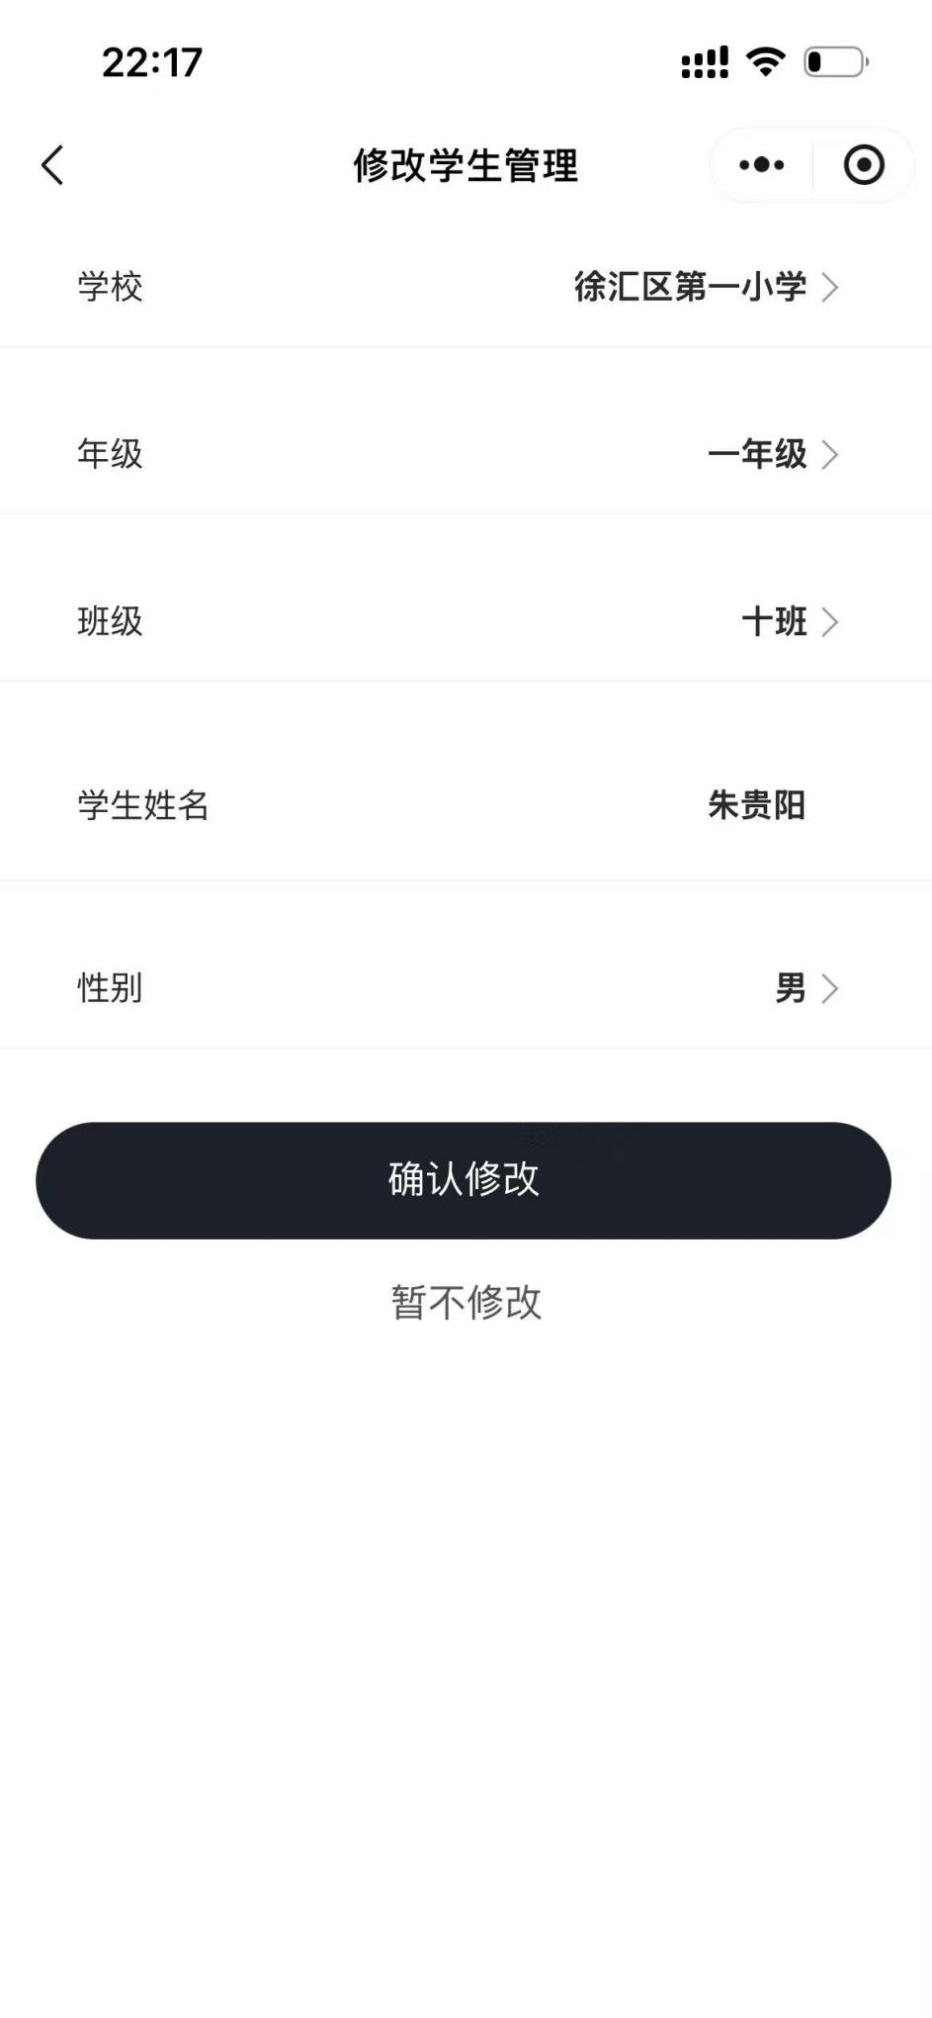 22:17
修改学生管理
学校 徐汇区第一小学
年级 一年级
班级 十班
学生姓名 朱贵阳
性别 男
确认修改
暂不修改